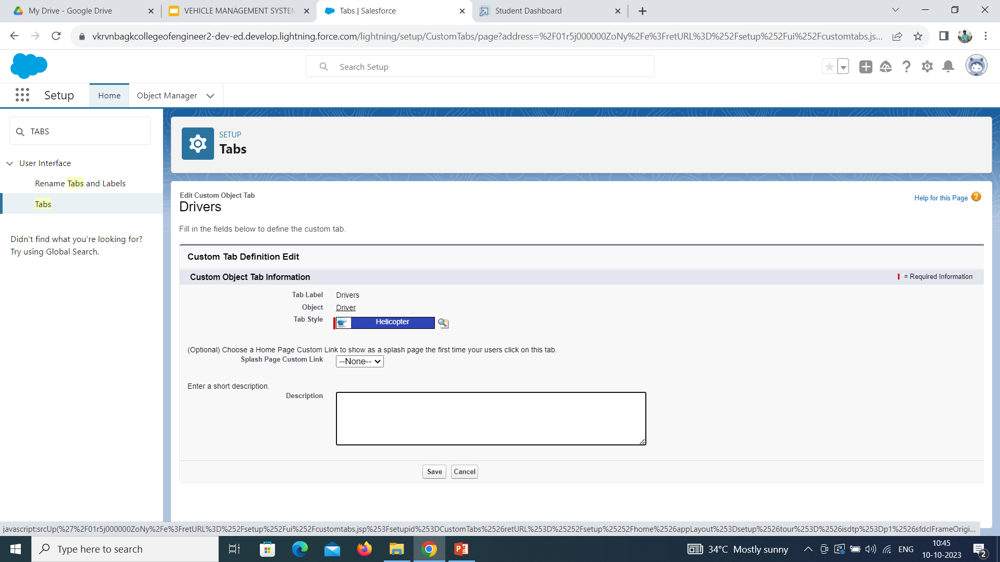 My Drive - Google Drive
VEHICLE MANAGEMENT SYSTEM
Tabs | Salesforce
Student Dashboard
vkrvnbagkcollegeofengineer2-dev-ed.develop.lightning.force.com/lightning/setup/CustomTabs/page?address=%2F01r5j000000ZoNy%2Fe%3FretURL%3D%252Fsetup%252Fui%252Fcustomtabs.js...
Search Setup
Setup
Home
Object Manager
TABS
User Interface
Rename Tabs and Labels
Tabs
Didn't find what you're looking for?
Try using Global Search.
SETUP
Tabs
Edit Custom Object Tab
Drivers
Help for this Page
Fill in the fields below to define the custom tab.
Custom Tab Definition Edit
Custom Object Tab Information
= Required Information
Tab Label Drivers
Object Driver
Tab Style Helicopter
(Optional) Choose a Home Page Custom Link to show as a splash page the first time your users click on this tab.
Splash Page Custom Link --None--
Enter a short description.
Description
Save Cancel
javascript:srcUp(%27%2F01r5j000000ZoNy%2Fe%3FretURL%3D%252Fsetup%252Fui%252Fcustomtabs.jsp%253Fsetupid%253DCustomTabs%2526retURL%253D%25252Fsetup%25252Fhome%2526appLayout%253Dsetup%2526tour%253D%2526isdtp%253Dp1%2526sfdcIFrameOrigi...
Type here to search
34°C Mostly sunny
ENG
10:45
10-10-2023
2